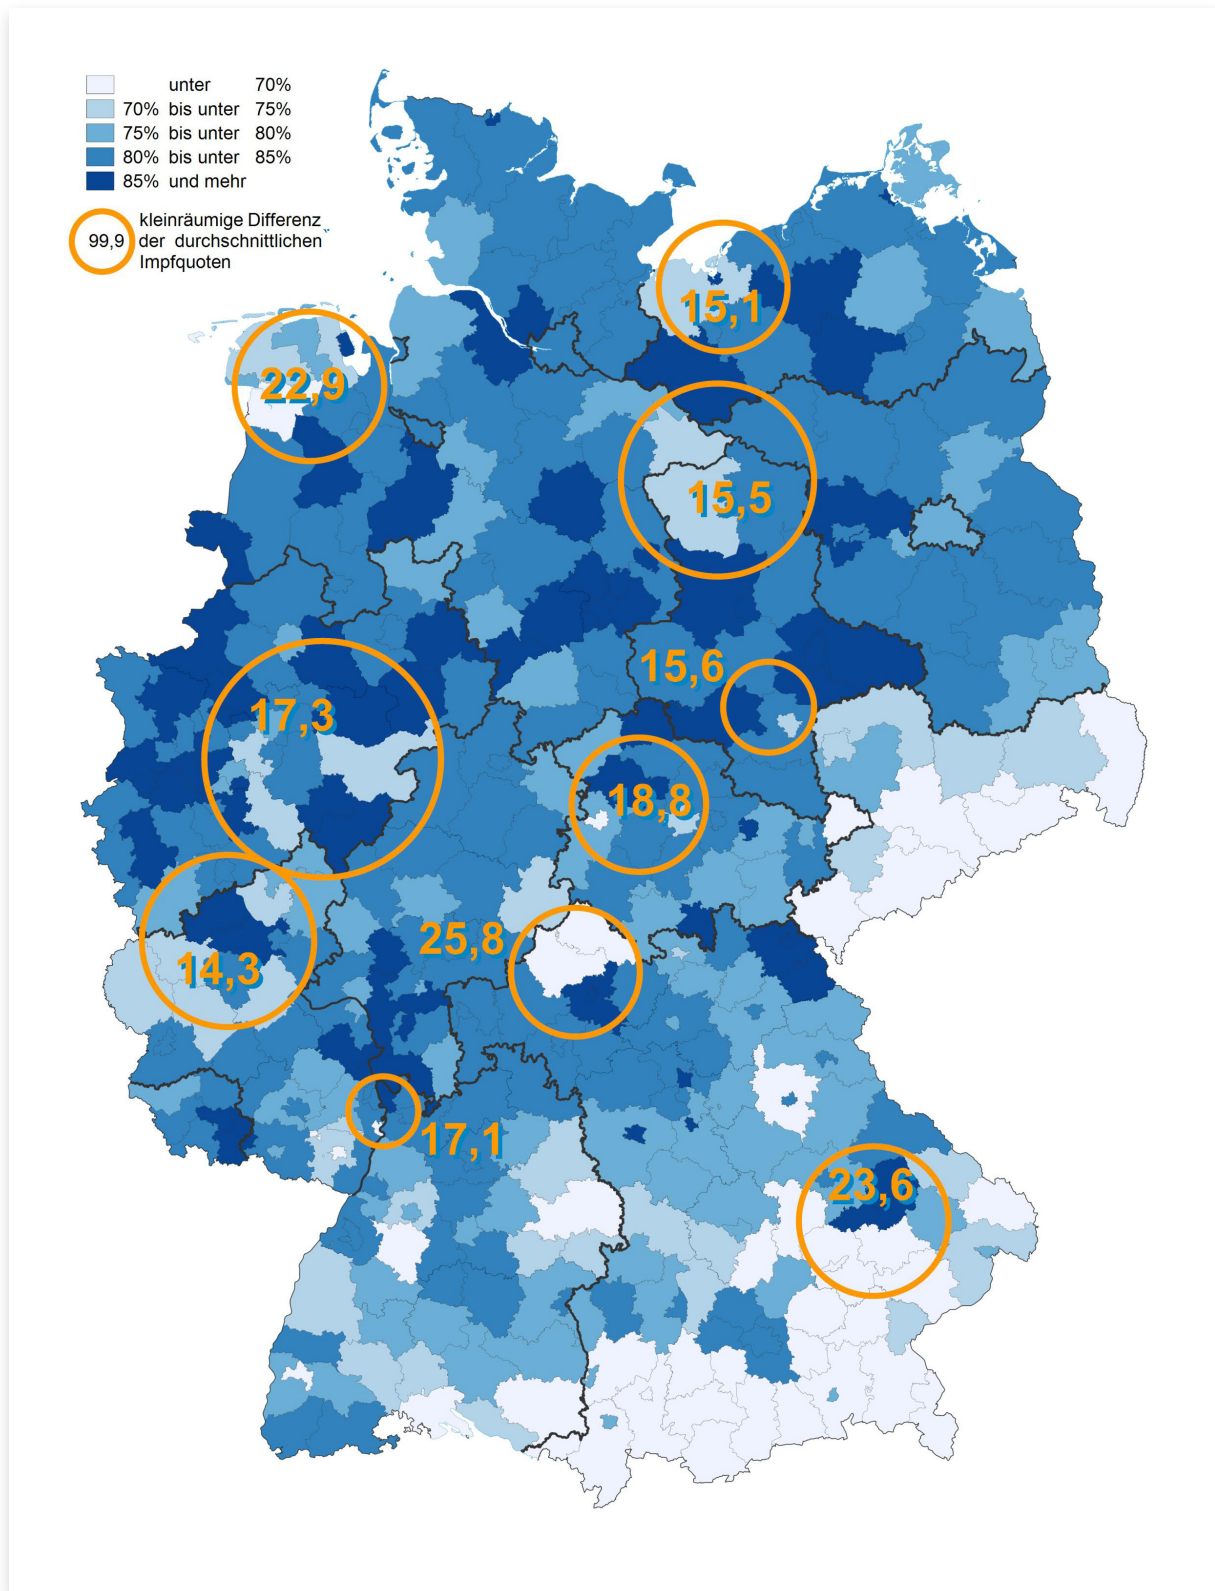 unter 70%
70% bis unter 75%
75% bis unter 80%
80% bis unter 85%
85% und mehr
99,9
kleinräumige Differenz
der durchschnittlichen
Impfquoten
15,1
22,9
15,5
15,6
17,3
18,8
25,8
14,3
17,1
23,6